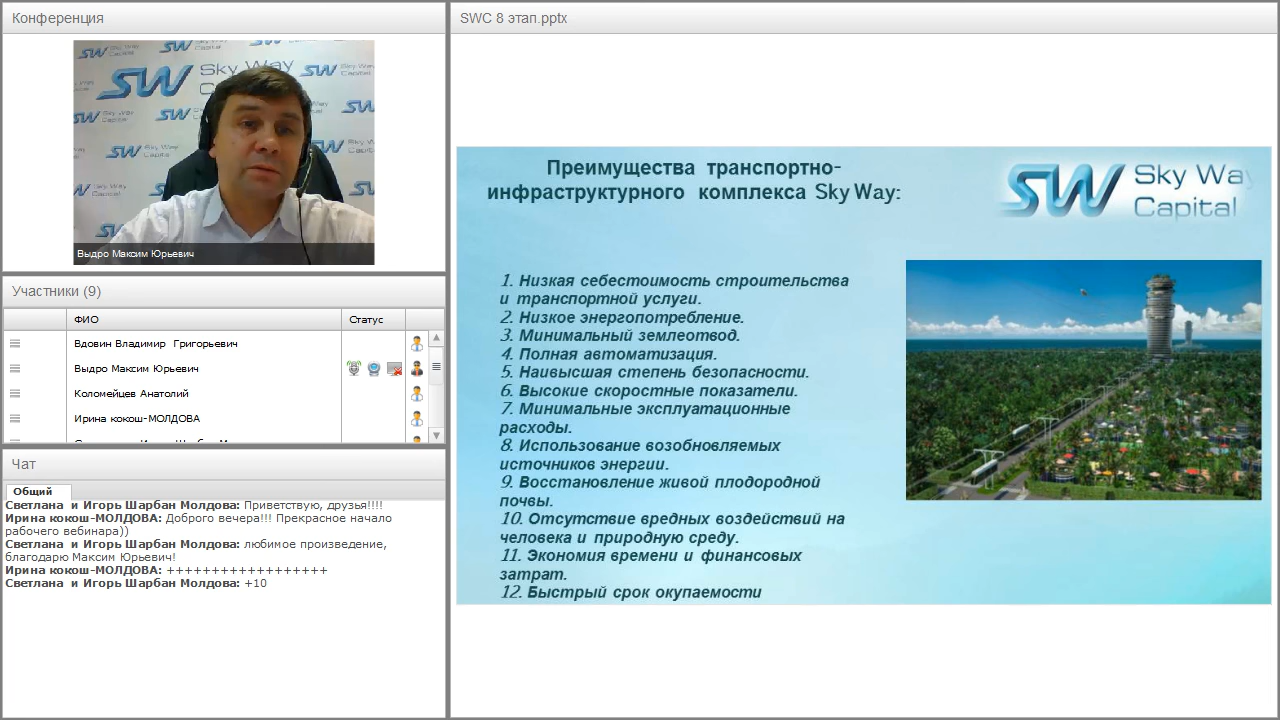 Конференция
SWC 8 этап.pptx
SW Sky Way
Capital
Выдро Максим Юрьевич
Участники (9)
ФИО
Статус
Вдовин Владимир Григорьевич
Выдро Максим Юрьевич
Коломейцев Анатолий
Ирина кокош-МОЛДОВА
Чат
Общий
Светлана и Игорь Шарбан Молдова: Приветствую, друзья!!!!
Ирина кокош-МОЛДОВА: Доброго вечера!!! Прекрасное начало
рабочего вебинара))
Светлана и Игорь Шарбан Молдова: любимое произведение,
благодарю Максим Юрьевич!
Ирина кокош-МОЛДОВА: ++++++++++++++++++
Светлана и Игорь Шарбан Молдова: +10
Преимущества транспортно-
инфраструктурного комплекса Sky Way:
SW Sky Way
Capital
1. Низкая себестоимость строительства
и транспортной услуги.
2. Низкое энергопотребление.
3. Минимальный землеотвод.
4. Полная автоматизация.
5. Наивысшая степень безопасности.
6. Высокие скоростные показатели.
7. Минимальные эксплуатационные
расходы.
8. Использование возобновляемых
источников энергии.
9. Восстановление живой плодородной
почвы.
10. Отсутствие вредных воздействий на
человека и природную среду.
11. Экономия времени и финансовых
затрат.
12. Быстрый срок окупаемости